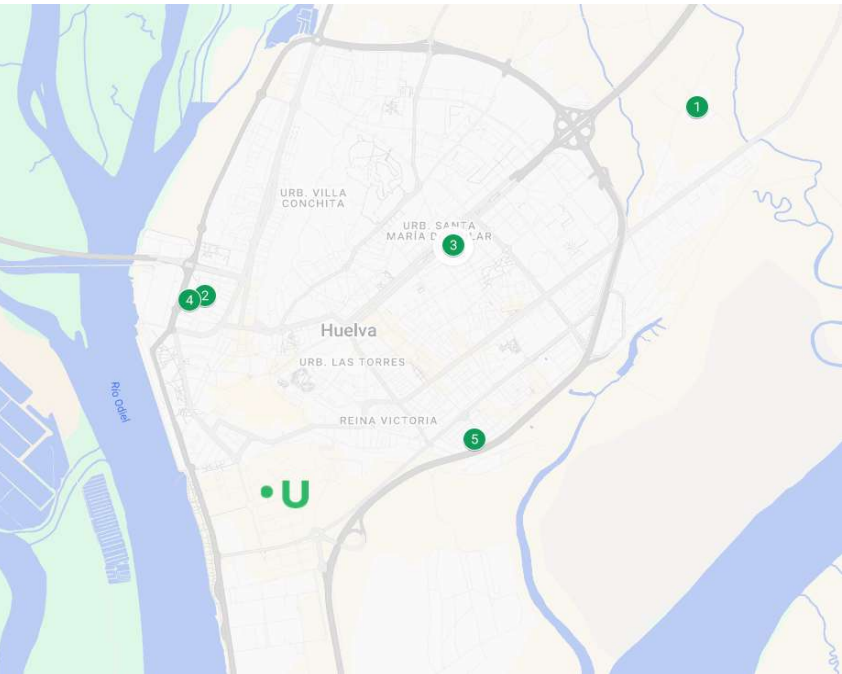 1
URB. VILLA
CONCHITA
URB. SANTA
MARÍA D LAR
3
4
2
Huelva
URB. LAS TORRES
Río Odiel
REINA VICTORIA
5
U